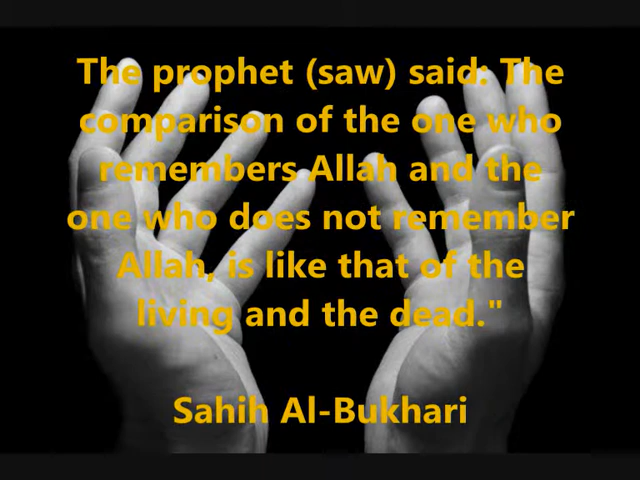 The prophet (saw) said: The
comparison of the one who
remembers Allah and the
one who does not remember
Allah, is like that of the
living and the dead."
Sahih Al-Bukhari